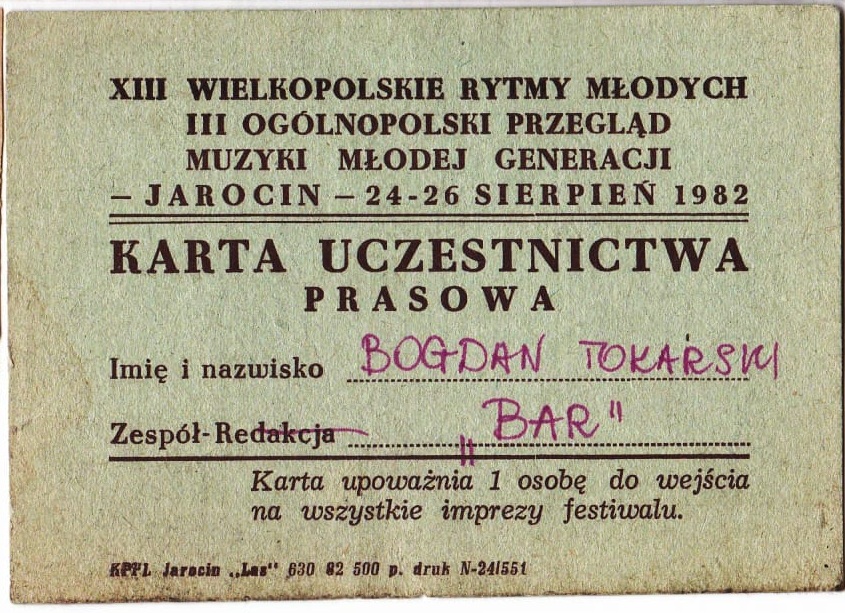 XIII WIELKOPOLSKIE RYTMY MŁODYCH
III OGÓLNOPOLSKI PRZEGLĄD
MUZYKI MŁODEJ GENERACJI
– JAROCIN – 24-26 SIERPIEŃ 1982
KARTA UCZESTNICTWA
PRASOWA
Imię i nazwisko BOGDAN TOKARSKI
Zespół-Redakcja „BAR"
Karta upoważnia 1 osobę do wejścia
na wszystkie imprezy festiwalu.
KPPL Jarocin „Las" 630 82 500 p. druk N-24/551